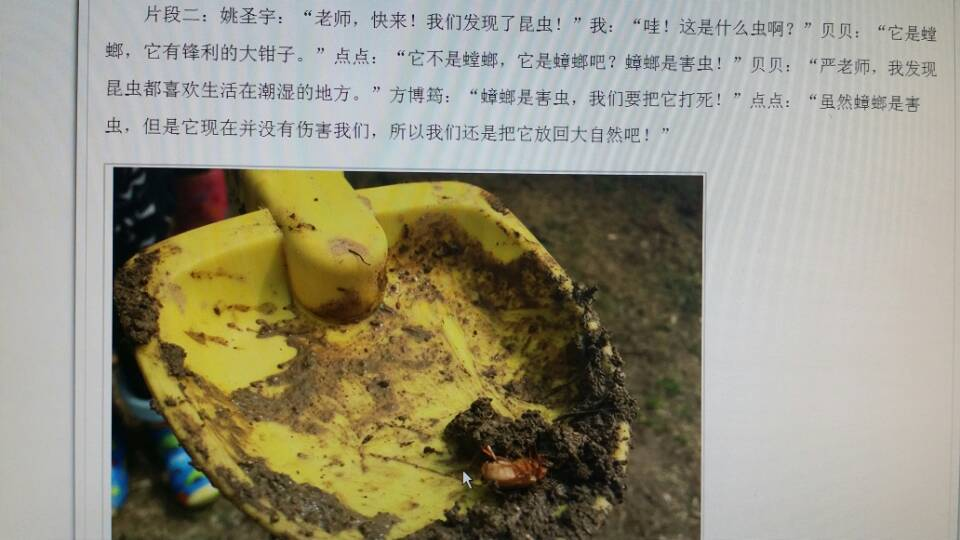 片段二：姚圣宇：“老师，快来！我们发现了昆虫！”我：“哇！这是什么虫啊？”贝贝：“它是螳
螂，它有锋利的大钳子。”点点：“它不是螳螂，它是蟑螂吧？蟑螂是害虫！”贝贝：“严老师，我发现
昆虫都喜欢生活在潮湿的地方。”方博筠：“蟑螂是害虫，我们要把它打死！”点点：“虽然蟑螂是害
虫，但是它现在并没有伤害我们，所以我们还是把它放回大自然吧！”